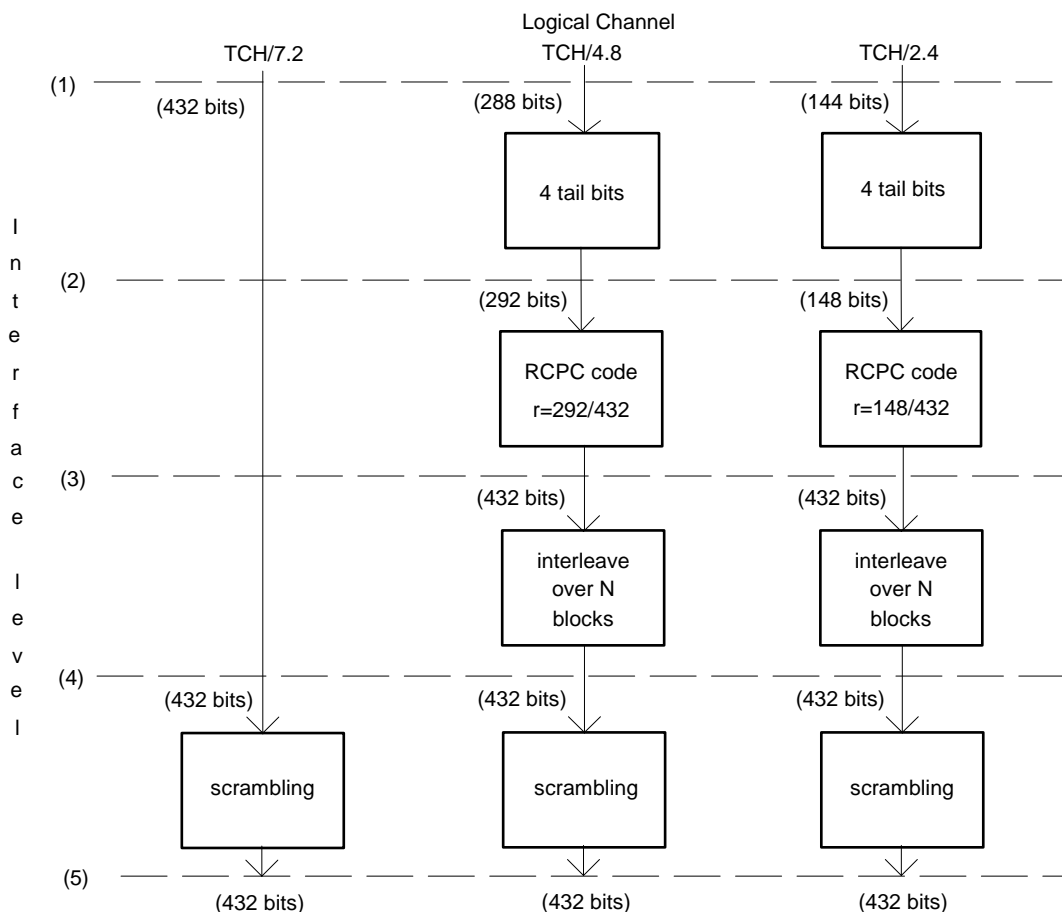 Logical Channel
TCH/7.2
TCH/4.8
TCH/2.4
(1)
(432 bits)
(288 bits)
(144 bits)
4 tail bits
4 tail bits
(2)
(292 bits)
(148 bits)
RCPC code
r=292/432
RCPC code
r=148/432
(3)
(432 bits)
(432 bits)
interleave
over N
blocks
interleave
over N
blocks
(4)
(432 bits)
(432 bits)
(432 bits)
scrambling
scrambling
scrambling
(5)
(432 bits)
(432 bits)
(432 bits)
Interface level